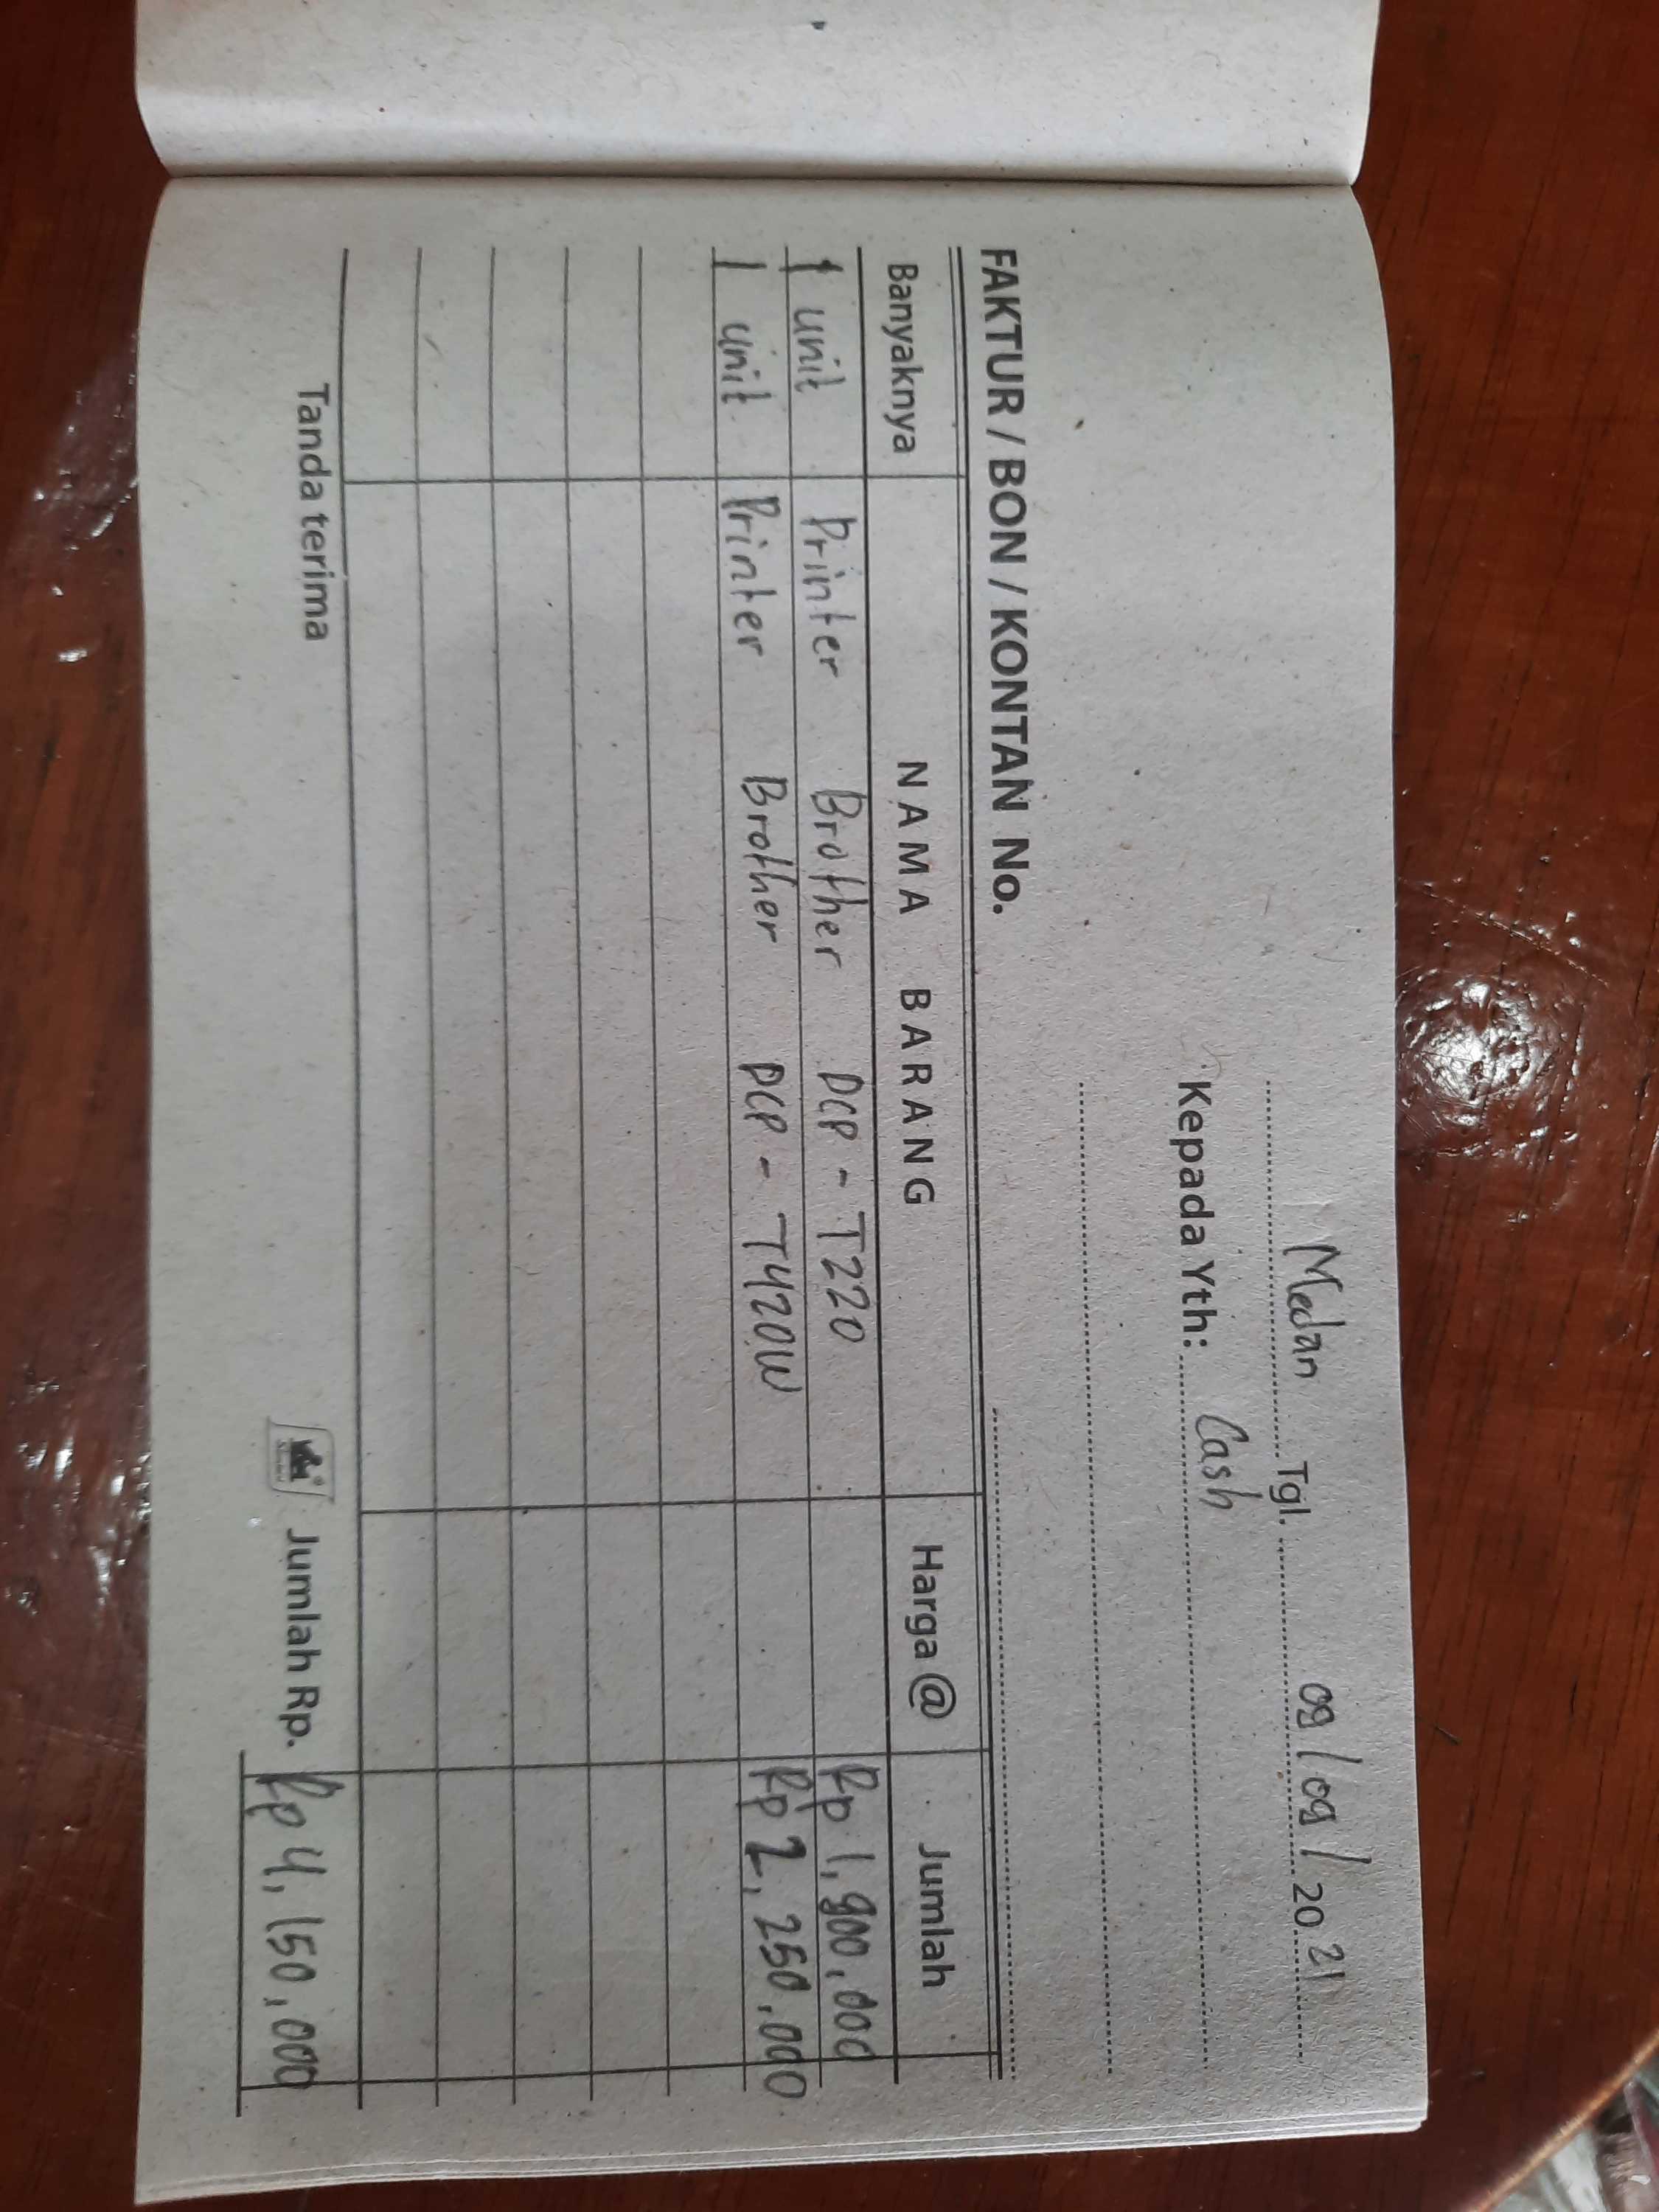 Medan Tgl. 09/09/2021
Kepada Yth: Cash
FAKTUR / BON / KONTAN No.
Banyaknya NAMA BARANG Harga @ Jumlah
1 unit Printer Brother DCP - T220 Rp 1,900,000
1 unit Printer Brother DCP - T420W Rp 2,250,000
Tanda terima Jumlah Rp. Rp 4,150,000